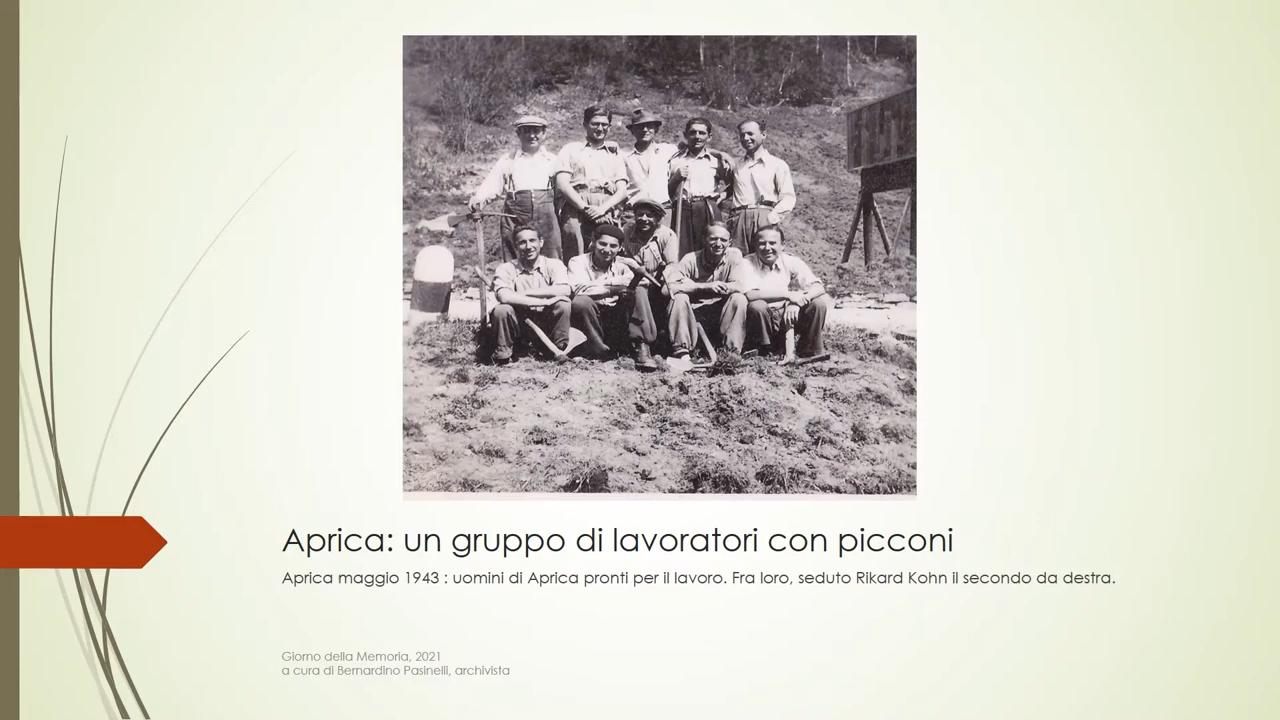 Aprica: un gruppo di lavoratori con picconi
Aprica maggio 1943 : uomini di Aprica pronti per il lavoro. Fra loro, seduto Rikard Kohn il secondo da destra.
Giorno della Memoria, 2021
a cura di Bernardino Pasinelli, archivista